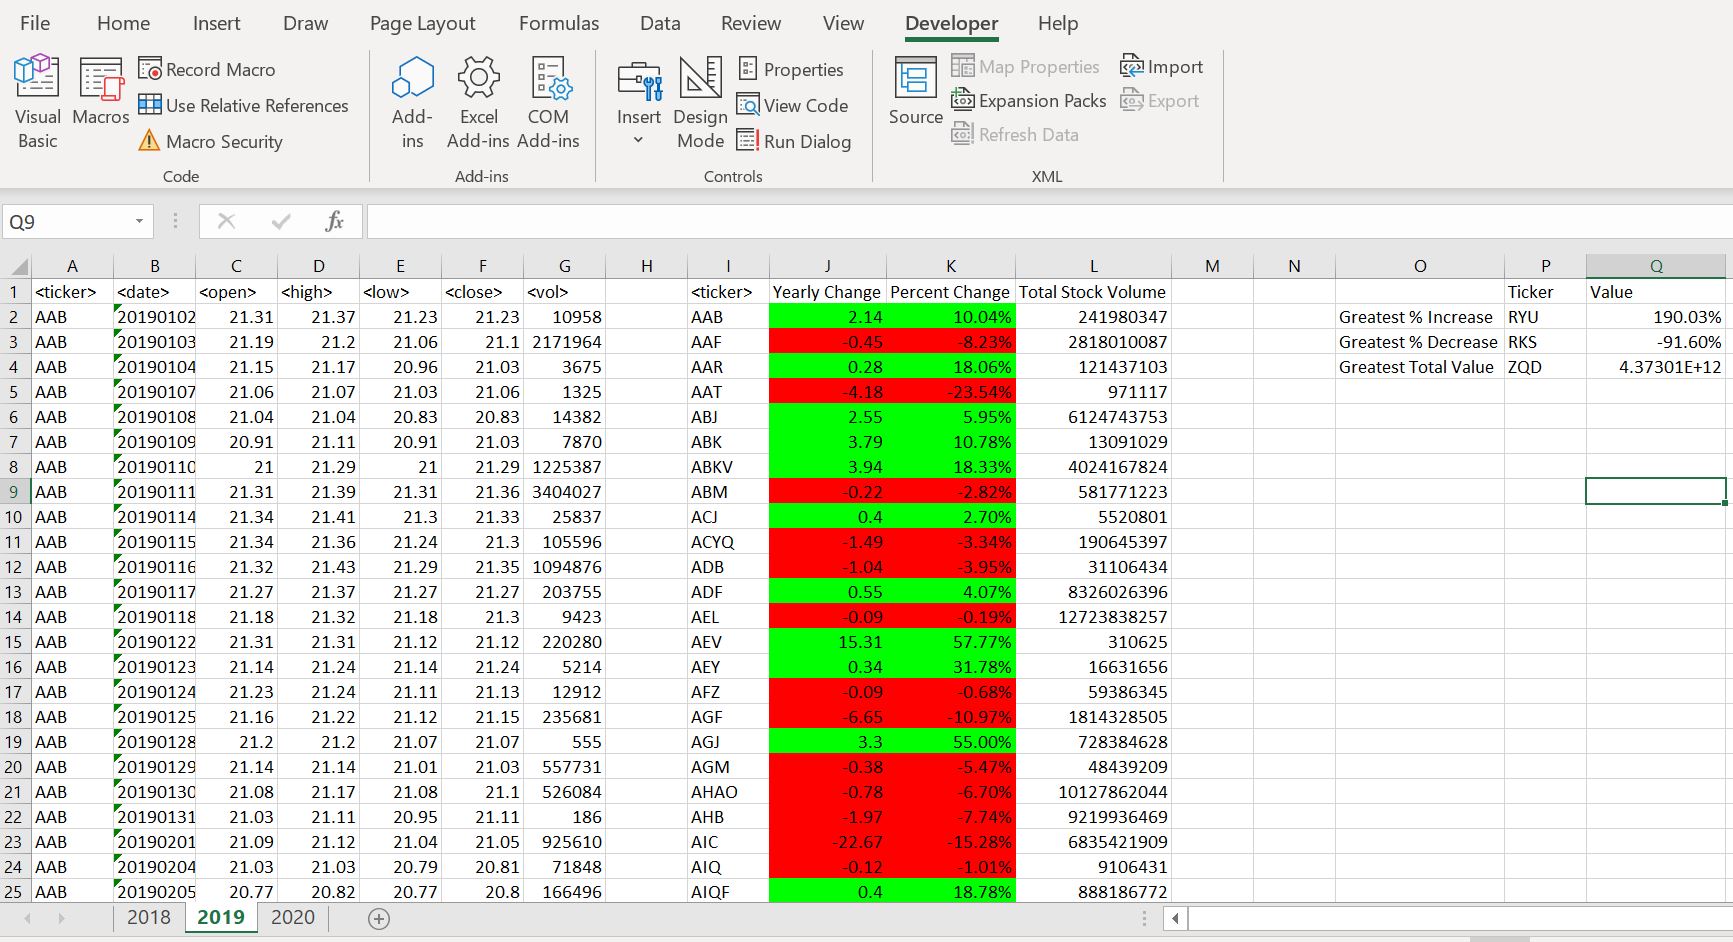 File Home Insert Draw Page Layout Formulas Data Review View Developer Help
Visual Basic Macros Record Macro Use Relative References Macro Security
Code
Add-ins Excel Add-ins COM Add-ins
Add-ins
Insert Design Mode Properties View Code Run Dialog
Controls
Source Map Properties Expansion Packs Refresh Data Import Export
XML
Q9 fx
A B C D E F G H I J K L M N O P Q
1 <ticker> <date> <open> <high> <low> <close> <vol> <ticker> Yearly Change Percent Change Total Stock Volume Ticker Value
2 AAB 20190102 21.31 21.37 21.23 21.23 10958 AAB 2.14 10.04% 241980347 Greatest % Increase RYU 190.03%
3 AAB 20190103 21.19 21.2 21.06 21.1 2171964 AAF -0.45 -8.23% 2818010087 Greatest % Decrease RKS -91.60%
4 AAB 20190104 21.15 21.17 20.96 21.03 3675 AAR 0.28 18.06% 121437103 Greatest Total Value ZQD 4.37301E+12
5 AAB 20190107 21.06 21.07 21.03 21.06 1325 AAT -4.18 -23.54% 971117
6 AAB 20190108 21.04 21.04 20.83 20.83 14382 ABJ 2.55 5.95% 6124743753
7 AAB 20190109 20.91 21.11 20.91 21.03 7870 ABK 3.79 10.78% 13091029
8 AAB 20190110 21 21.29 21 21.29 1225387 ABKV 3.94 18.33% 4024167824
9 AAB 20190111 21.31 21.39 21.31 21.36 3404027 ABM -0.22 -2.82% 581771223
10 AAB 20190114 21.34 21.41 21.3 21.33 25837 ACJ 0.4 2.70% 5520801
11 AAB 20190115 21.34 21.36 21.24 21.3 105596 ACYQ -1.49 -3.34% 190645397
12 AAB 20190116 21.32 21.43 21.29 21.35 1094876 ADB -1.04 -3.95% 31106434
13 AAB 20190117 21.27 21.37 21.27 21.27 203755 ADF 0.55 4.07% 8326026396
14 AAB 20190118 21.18 21.32 21.18 21.3 9423 AEL -0.09 -0.19% 12723838257
15 AAB 20190122 21.31 21.31 21.12 21.12 220280 AEV 15.31 57.77% 310625
16 AAB 20190123 21.14 21.24 21.14 21.24 5214 AEY 0.34 31.78% 16631656
17 AAB 20190124 21.23 21.24 21.11 21.13 12912 AFZ -0.09 -0.68% 59386345
18 AAB 20190125 21.16 21.22 21.12 21.15 235681 AGF -6.65 -10.97% 1814328505
19 AAB 20190128 21.2 21.2 21.07 21.07 555 AGJ 3.3 55.00% 728384628
20 AAB 20190129 21.14 21.14 21.01 21.03 557731 AGM -0.38 -5.47% 48439209
21 AAB 20190130 21.08 21.17 21.08 21.1 526084 AHAO -0.78 -6.70% 10127862044
22 AAB 20190131 21.03 21.11 20.95 21.11 186 AHB -1.97 -7.74% 9219936469
23 AAB 20190201 21.09 21.12 21.04 21.05 925610 AIC -22.67 -15.28% 6835421909
24 AAB 20190204 21.03 21.03 20.79 20.81 71848 AIQ -0.12 -1.01% 9106431
25 AAB 20190205 20.77 20.82 20.77 20.8 166496 AIQF 0.4 18.78% 888186772
2018 2019 2020